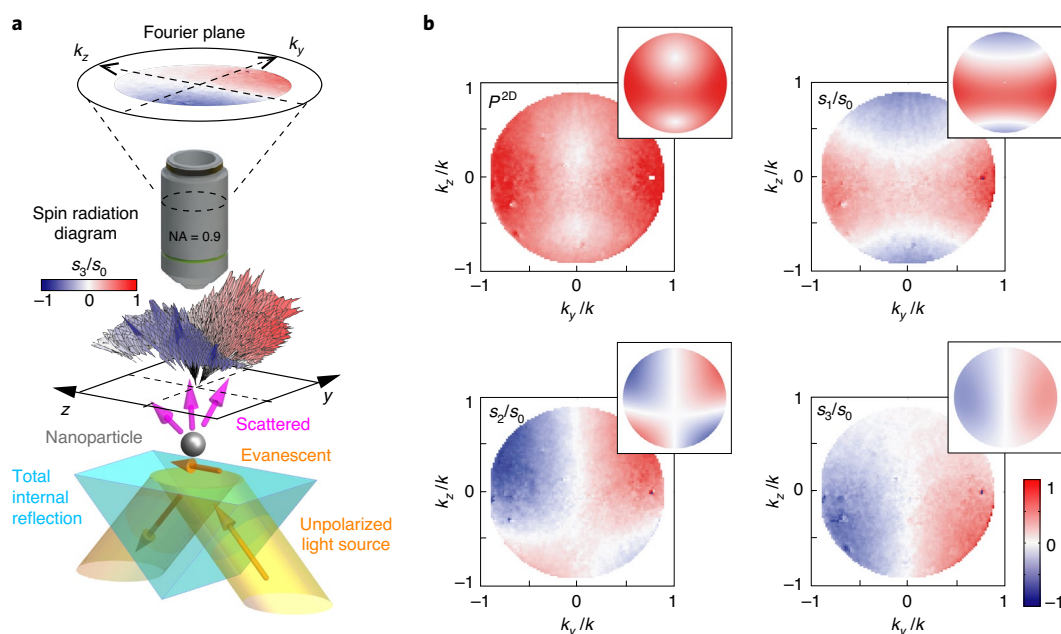 a
Fourier plane
k_z
k_y
NA = 0.9
Spin radiation
diagram
s_3/s_0
−1 0 1
z
y
Scattered
Nanoparticle
Evanescent
Total
internal
reflection
Unpolarized
light source
b
P^2D
1
0
−1
k_z/k
−1 0 1
k_y/k
s_1/s_0
1
0
−1
k_z/k
−1 0 1
k_y/k
s_2/s_0
1
0
−1
k_z/k
−1 0 1
k_y/k
s_3/s_0
1
0
−1
k_z/k
−1 0 1
k_y/k
1
0
−1